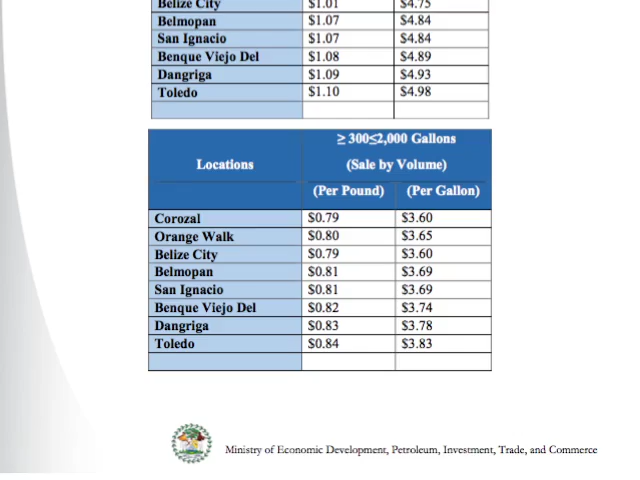 Belize City $1.01 $4.75
Belmopan $1.07 $4.84
San Ignacio $1.07 $4.84
Benque Viejo Del $1.08 $4.89
Dangriga $1.09 $4.93
Toledo $1.10 $4.98
≥ 300≤2,000 Gallons
Locations (Sale by Volume)
(Per Pound) (Per Gallon)
Corozal $0.79 $3.60
Orange Walk $0.80 $3.65
Belize City $0.79 $3.60
Belmopan $0.81 $3.69
San Ignacio $0.81 $3.69
Benque Viejo Del $0.82 $3.74
Dangriga $0.83 $3.78
Toledo $0.84 $3.83
Ministry of Economic Development, Petroleum, Investment, Trade, and Commerce